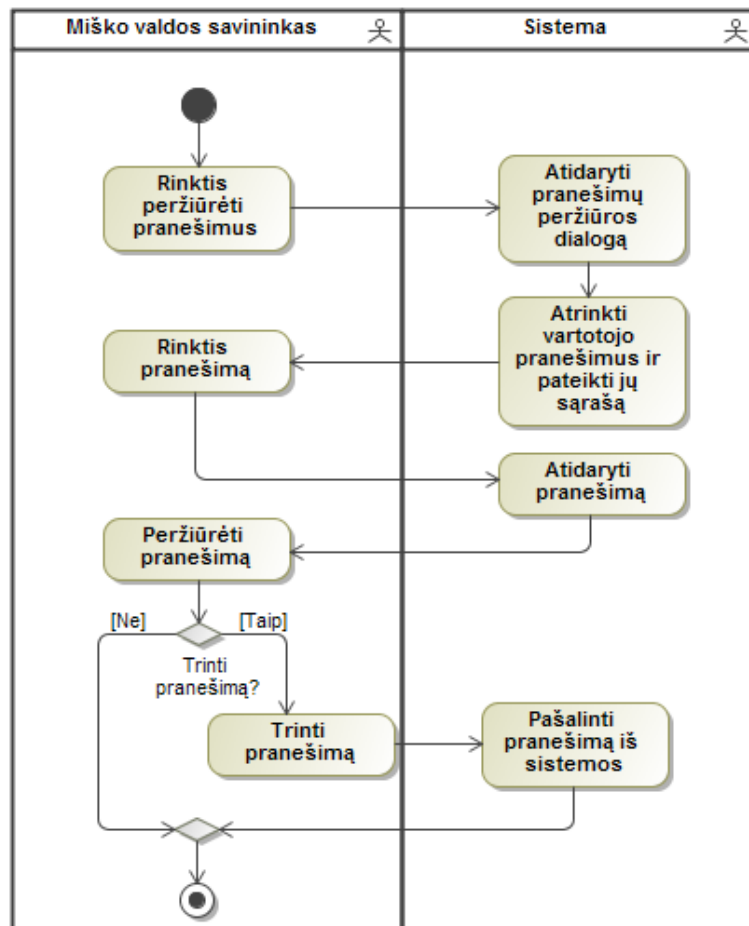 Miško valdos savininkas
Sistema
Rinktis
peržiūrėti
pranešimus
Atidaryti
pranešimų
peržiūros
dialogą
Atrinkti
vartotojo
pranešimus ir
pateikti jų
sąrašą
Rinktis
pranešimą
Atidaryti
pranešimą
Peržiūrėti
pranešimą
[Ne]
[Taip]
Trinti
pranešimą?
Trinti
pranešimą
Pašalinti
pranešimą iš
sistemos